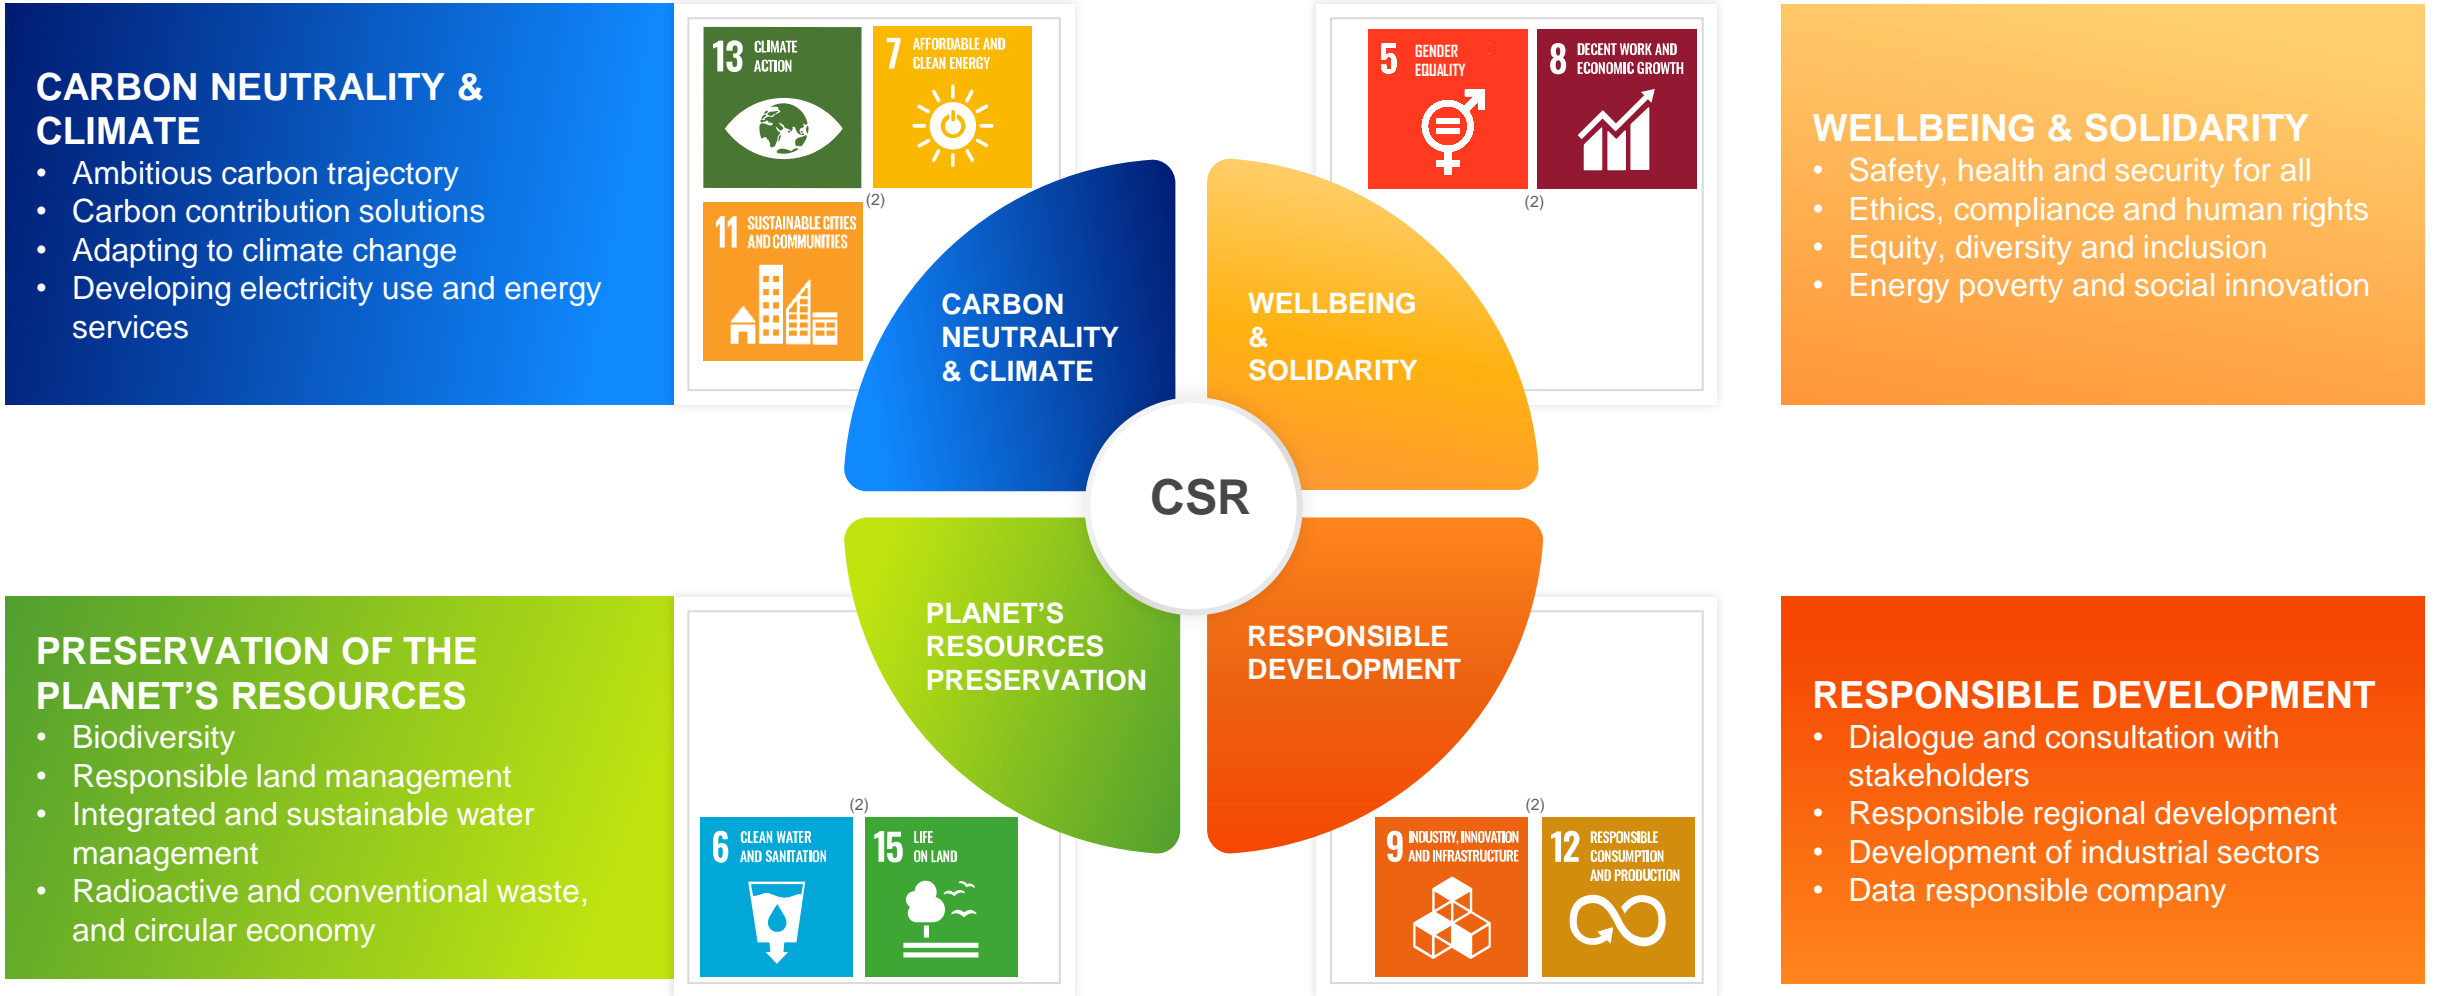 CARBON NEUTRALITY &
CLIMATE
• Ambitious carbon trajectory
• Carbon contribution solutions
• Adapting to climate change
• Developing electricity use and energy
services
13 CLIMATE
ACTION
7 AFFORDABLE AND
CLEAN ENERGY
(2)
11 SUSTAINABLE CITIES
AND COMMUNITIES
CARBON
NEUTRALITY
& CLIMATE
5 GENDER
EQUALITY
8 DECENT WORK AND
ECONOMIC GROWTH
(2)
WELLBEING
&
SOLIDARITY
WELLBEING & SOLIDARITY
• Safety, health and security for all
• Ethics, compliance and human rights
• Equity, diversity and inclusion
• Energy poverty and social innovation
CSR
PRESERVATION OF THE
PLANET’S RESOURCES
• Biodiversity
• Responsible land management
• Integrated and sustainable water
management
• Radioactive and conventional waste,
and circular economy
PLANET’S
RESOURCES
PRESERVATION
(2)
6 CLEAN WATER
AND SANITATION
15 LIFE
ON LAND
RESPONSIBLE
DEVELOPMENT
(2)
9 INDUSTRY, INNOVATION
AND INFRASTRUCTURE
12 RESPONSIBLE
CONSUMPTION
AND PRODUCTION
RESPONSIBLE DEVELOPMENT
• Dialogue and consultation with
stakeholders
• Responsible regional development
• Development of industrial sectors
• Data responsible company